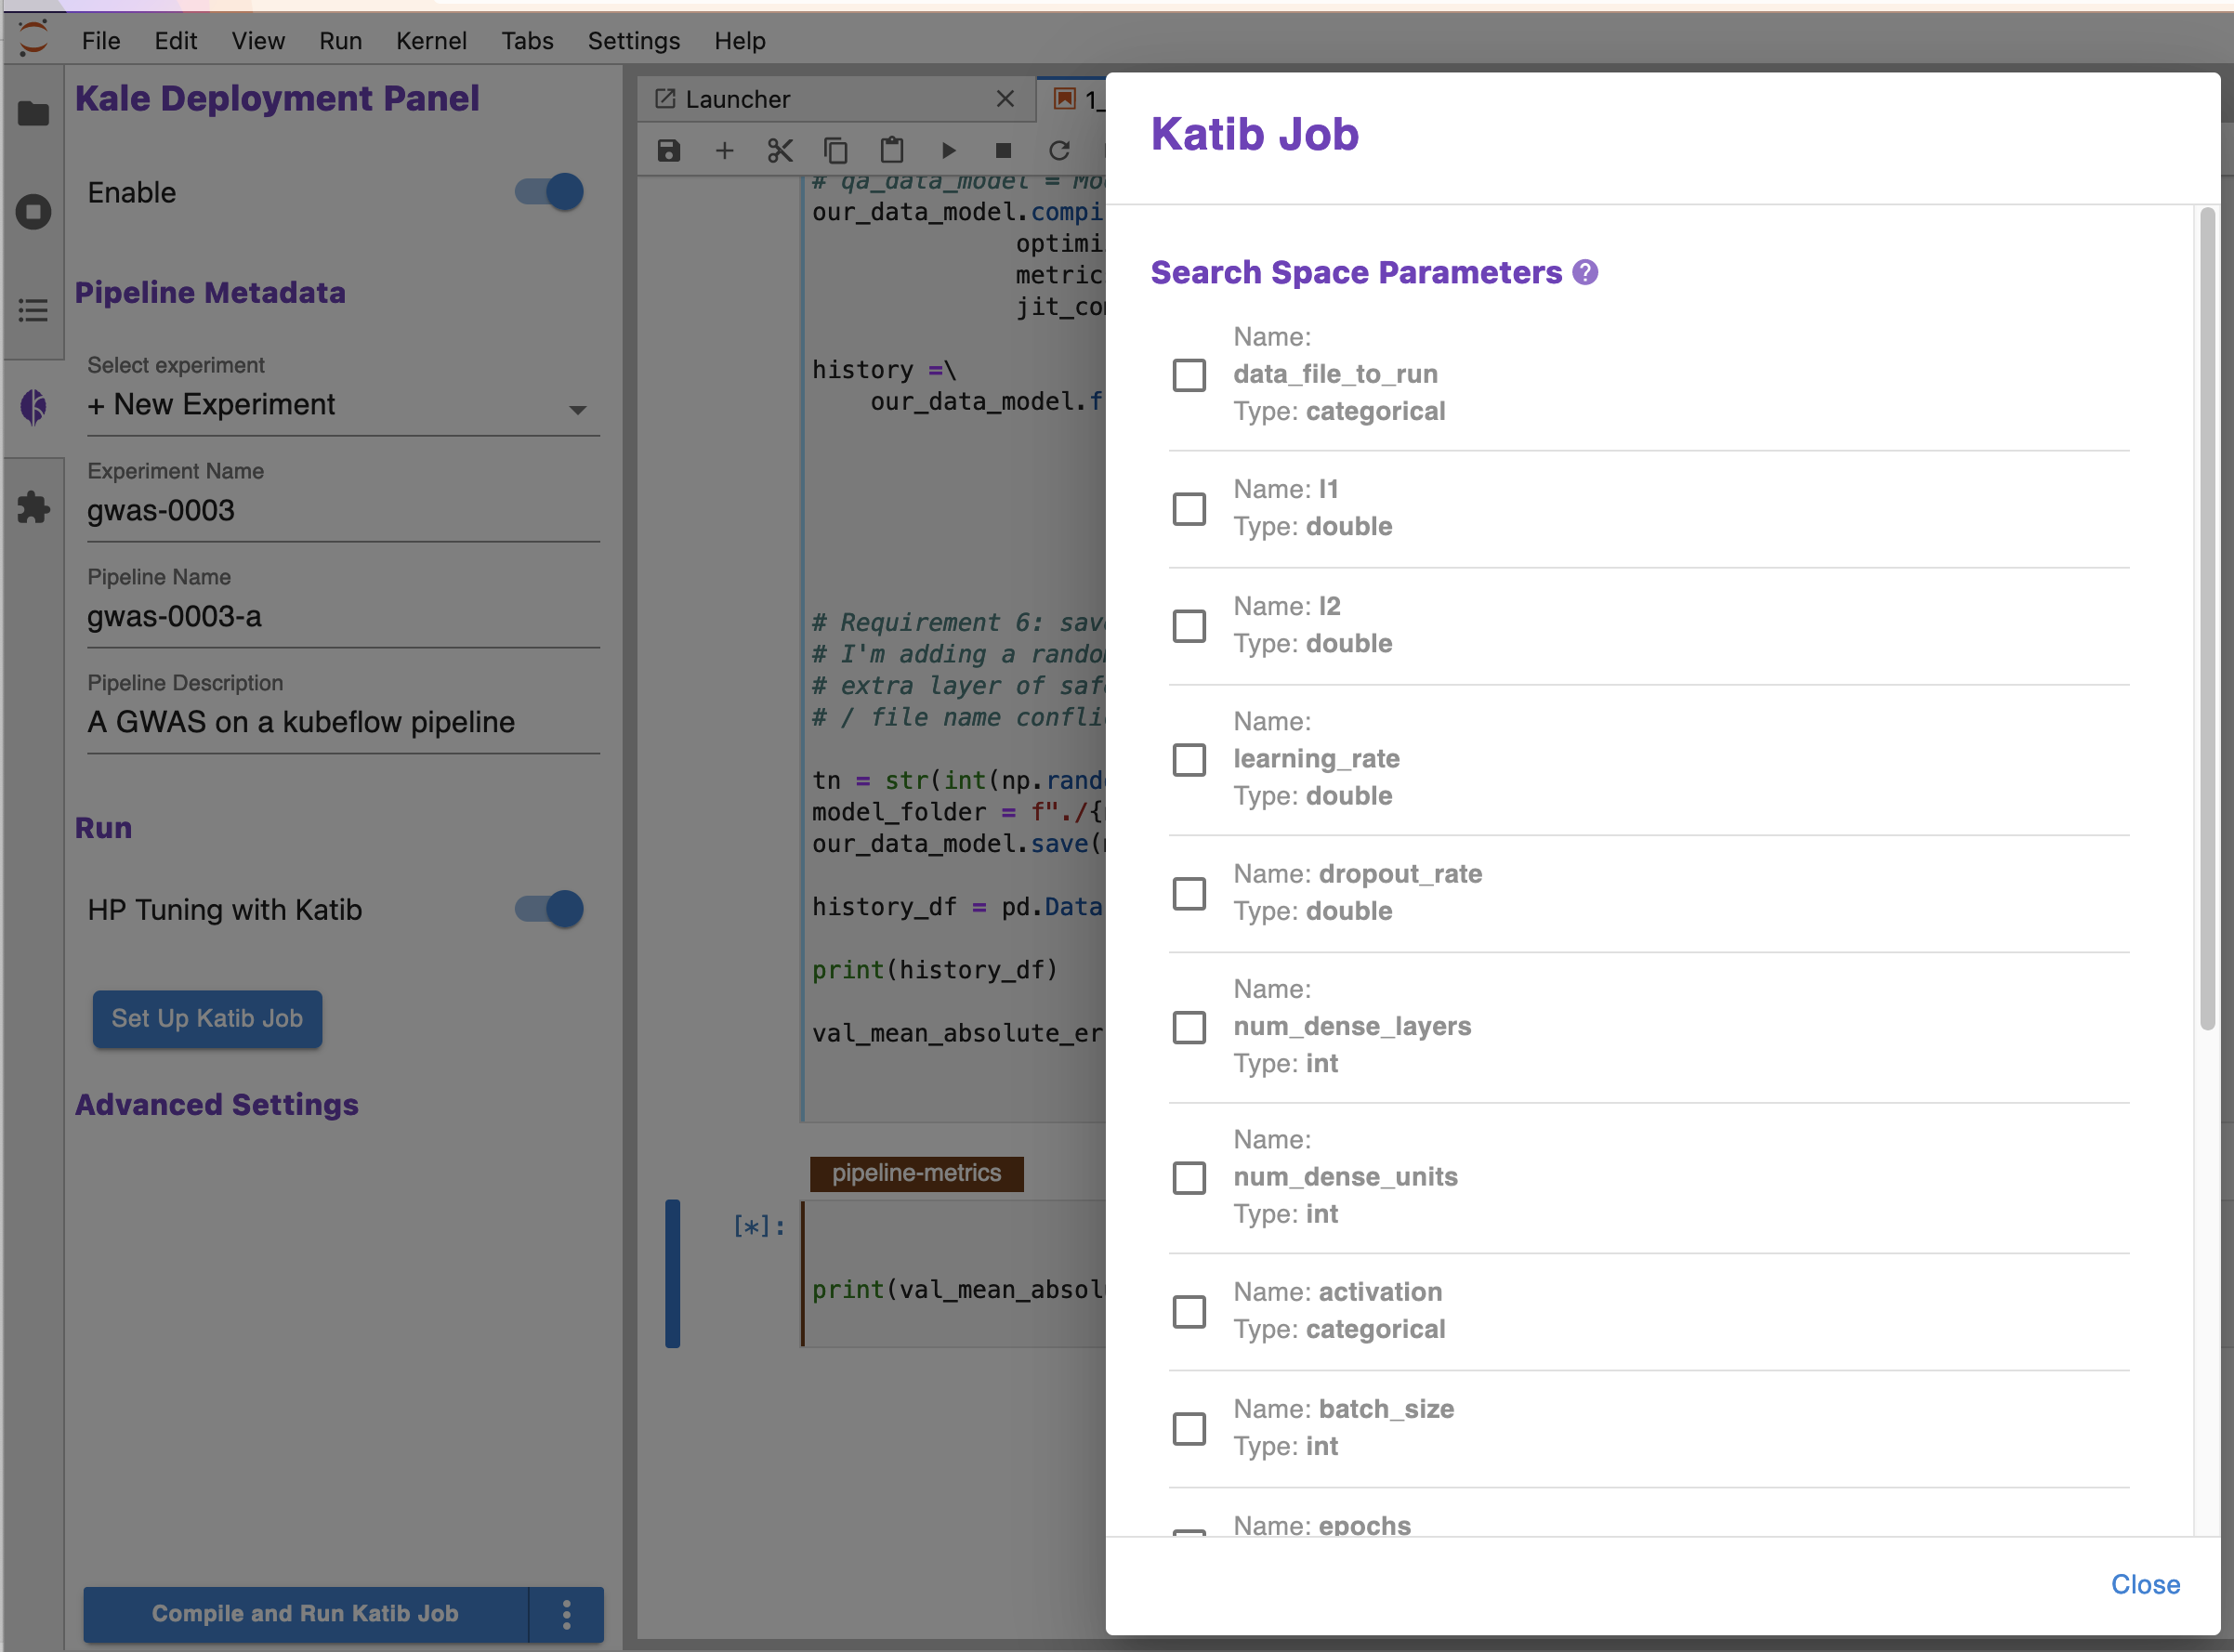 File Edit View Run Kernel Tabs Settings Help
Kale Deployment Panel
Enable
Pipeline Metadata
Select experiment
+ New Experiment
Experiment Name
gwas-0003
Pipeline Name
gwas-0003-a
Pipeline Description
A GWAS on a kubeflow pipeline
Run
HP Tuning with Katib
Set Up Katib Job
Advanced Settings
Compile and Run Katib Job
Launcher
1_
# qa_data_model = Mo
our_data_model.compi
optimi
metric
jit_co
history =\
our_data_model.f
# Requirement 6: sav
# I'm adding a rando
# extra layer of saf
# / file name confli
tn = str(int(np.rand
model_folder = f"./{
our_data_model.save(
history_df = pd.Data
print(history_df)
val_mean_absolute_er
pipeline-metrics
[*]:
print(val_mean_absol
Katib Job
Search Space Parameters ?
Name:
data_file_to_run
Type: categorical
Name: l1
Type: double
Name: l2
Type: double
Name:
learning_rate
Type: double
Name: dropout_rate
Type: double
Name:
num_dense_layers
Type: int
Name:
num_dense_units
Type: int
Name: activation
Type: categorical
Name: batch_size
Type: int
Name: epochs
Close